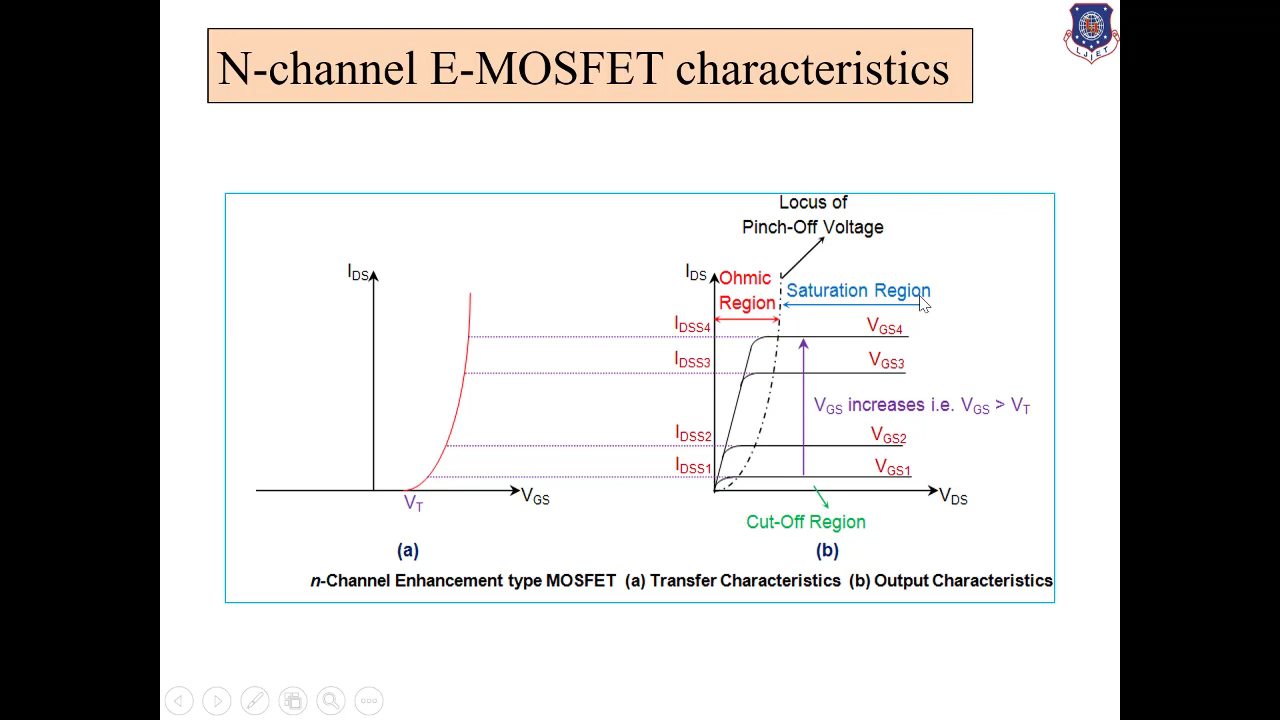 N-channel E-MOSFET characteristics
LJIET
Locus of
Pinch-Off Voltage
IDS
VT
VGS
(a)
IDS
Ohmic
Region
Saturation Region
IDSS4
VGS4
IDSS3
VGS3
VGS increases i.e. VGS > VT
IDSS2
VGS2
IDSS1
VGS1
VDS
Cut-Off Region
(b)
n-Channel Enhancement type MOSFET (a) Transfer Characteristics (b) Output Characteristics